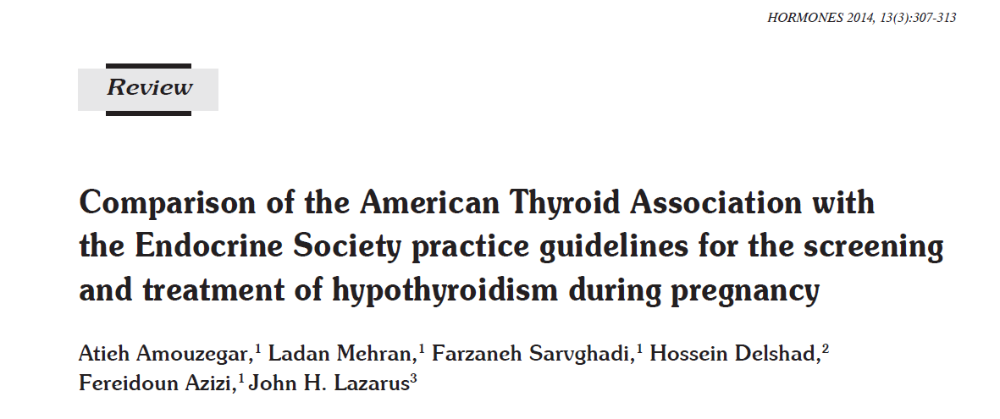 HORMONES 2014, 13(3):307-313
Review
Comparison of the American Thyroid Association with
the Endocrine Society practice guidelines for the screening
and treatment of hypothyroidism during pregnancy
Atieh Amouzegar,¹ Ladan Mehran,¹ Farzaneh Sarvghadi,¹ Hossein Delshad,²
Fereidoun Azizi,¹ John H. Lazarus³